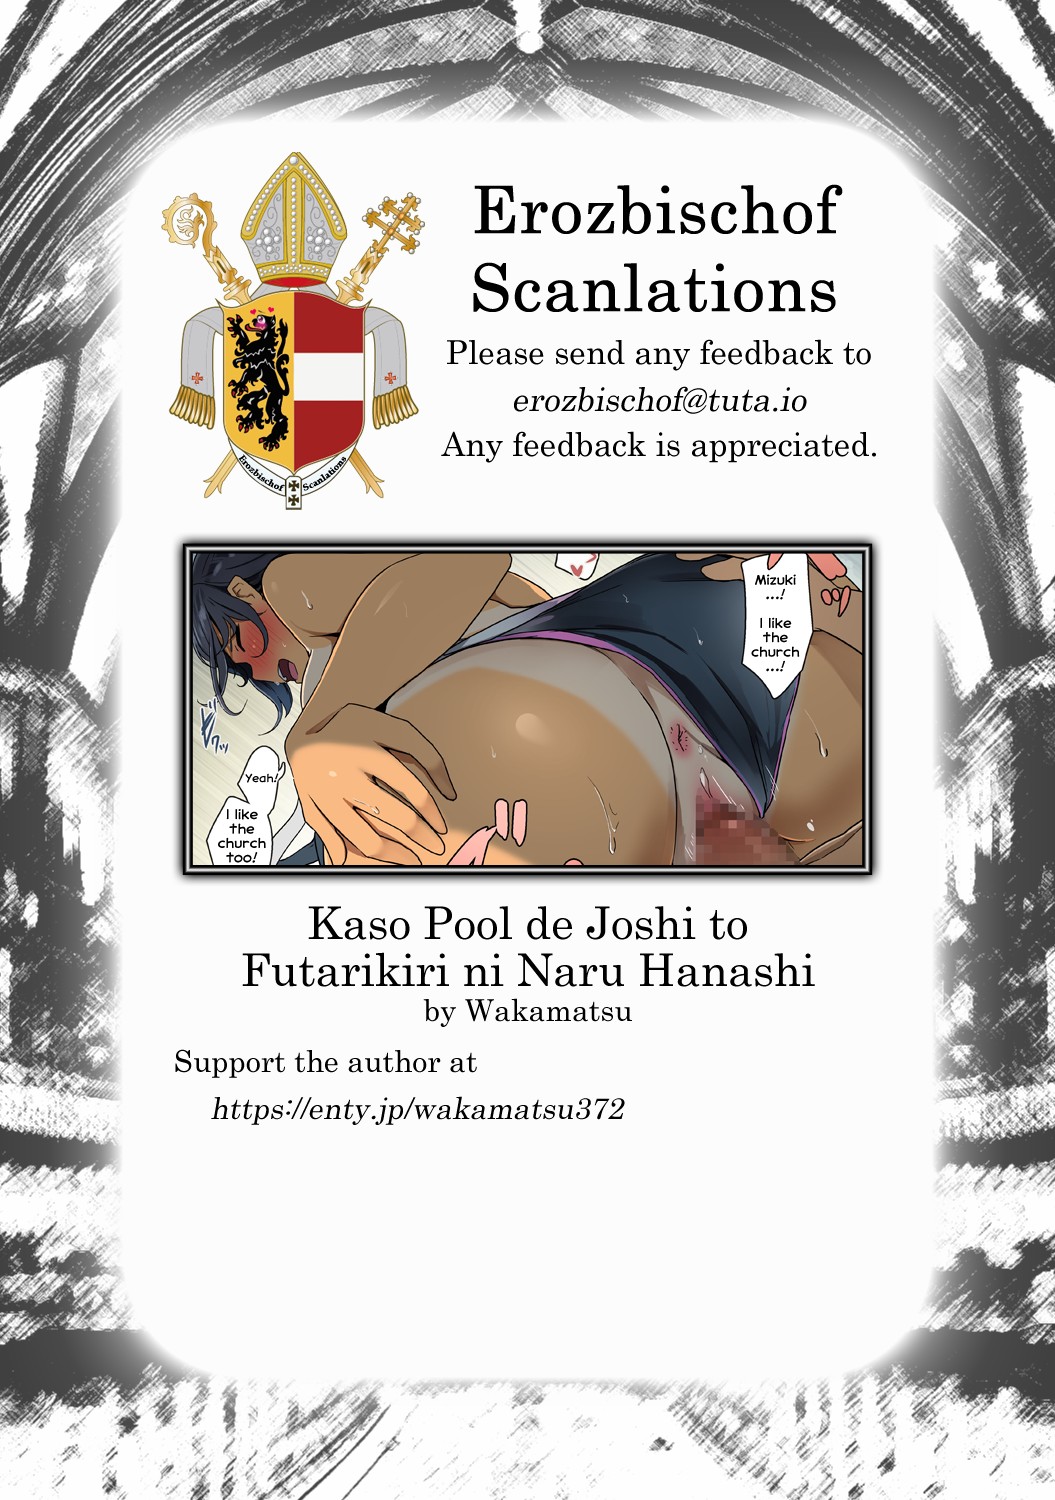 Erozbischof
Scanlations
Please send any feedback to
erozbischof@tuta.io
Any feedback is appreciated.
Erozbischof Scanlations
Mizuki
...!
I like
the
church
...!
Yeah!
I like
the
church
too!
Kaso Pool de Joshi to
Futarikiri ni Naru Hanashi
by Wakamatsu
Support the author at
https://enty.jp/wakamatsu372